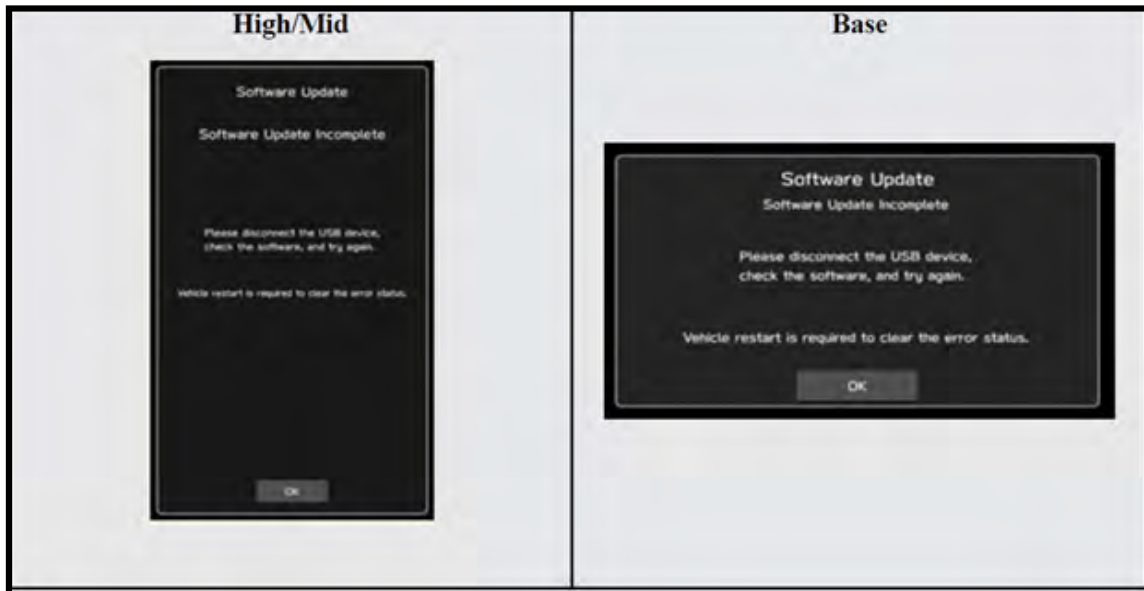 High/Mid
Software Update
Software Update Incomplete
Please disconnect the USB device,
check the software, and try again.
Vehicle restart is required to clear the error status.
OK
Base
Software Update
Software Update Incomplete
Please disconnect the USB device,
check the software, and try again.
Vehicle restart is required to clear the error status.
OK